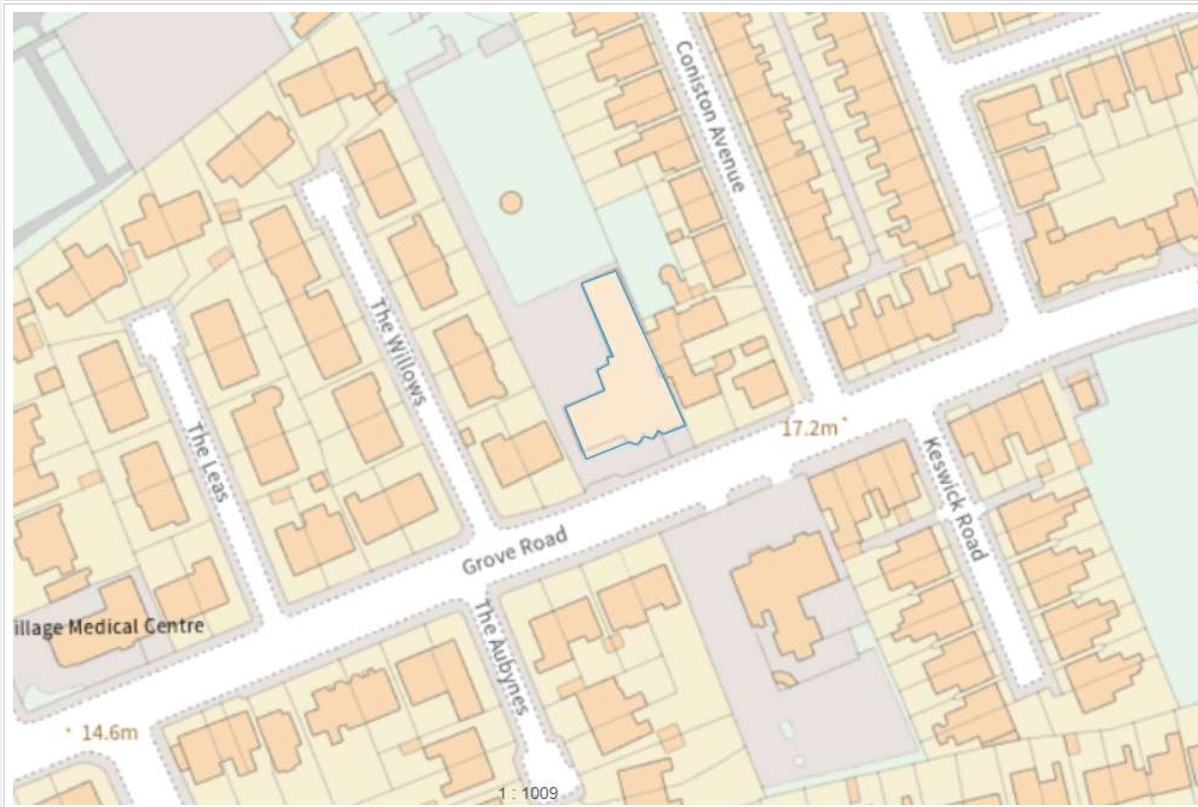 Coniston Avenue
The Willows
The Leas
17.2m
Keswick Road
Grove Road
illage Medical Centre
The Aubynes
14.6m
1 : 1009